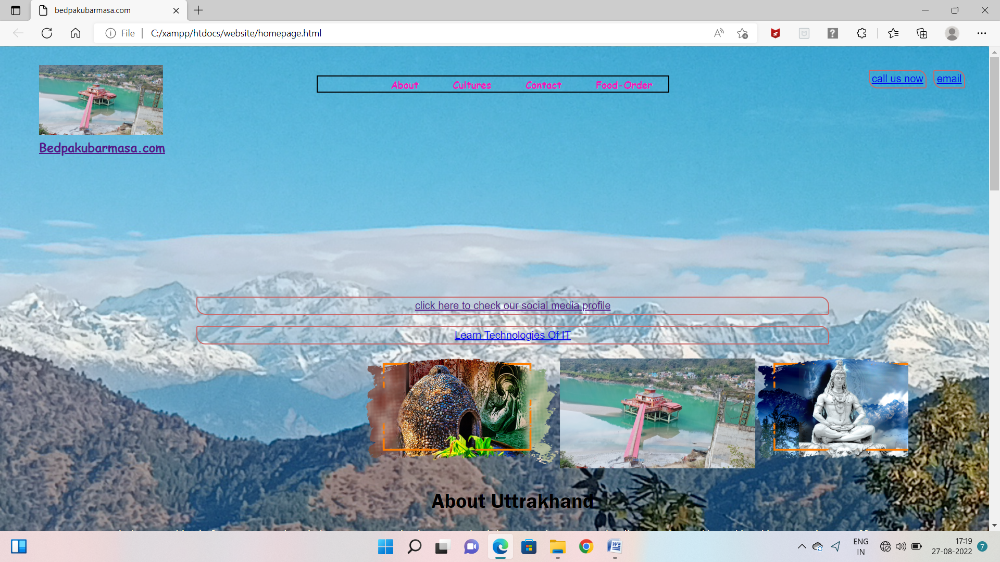 bedpakubarmasa.com
File
C:/xampp/htdocs/website/homepage.html
About Cultures Contact Food-Order
call us now email
Bedpakubarmasa.com
click here to check our social media profile
Learn Technologies Of IT
About Uttrakhand
ENG
IN
17:19
27-08-2022
7